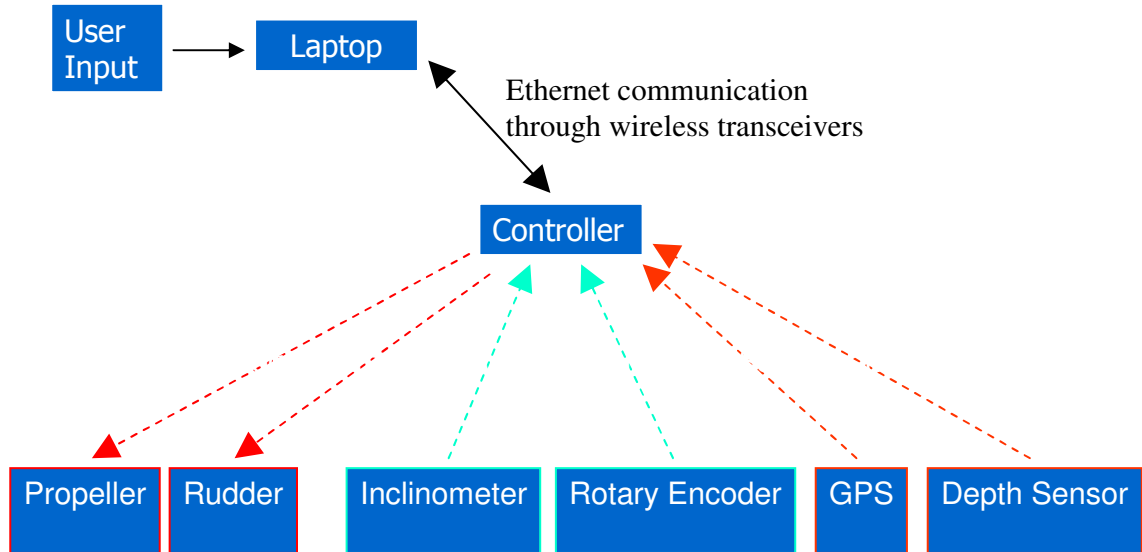 User
Input
Laptop
Ethernet communication
through wireless transceivers
Controller
Propeller
Rudder
Inclinometer
Rotary Encoder
GPS
Depth Sensor